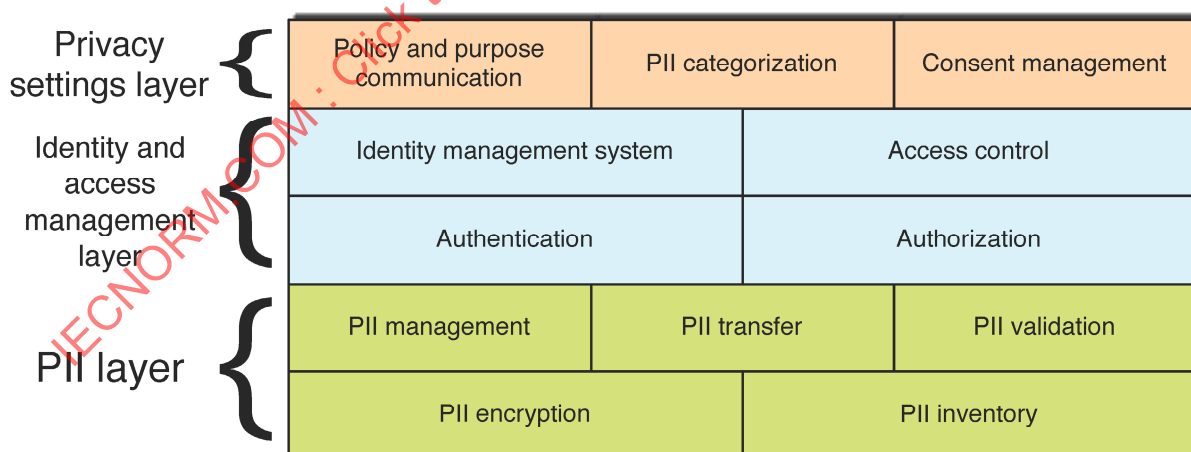 Privacy
settings layer
Policy and purpose
communication
PII categorization
Consent management
Identity and
access
management
layer
Identity management system
Access control
Authentication
Authorization
PII layer
PII management
PII transfer
PII validation
PII encryption
PII inventory
IECNORM.COM : Click